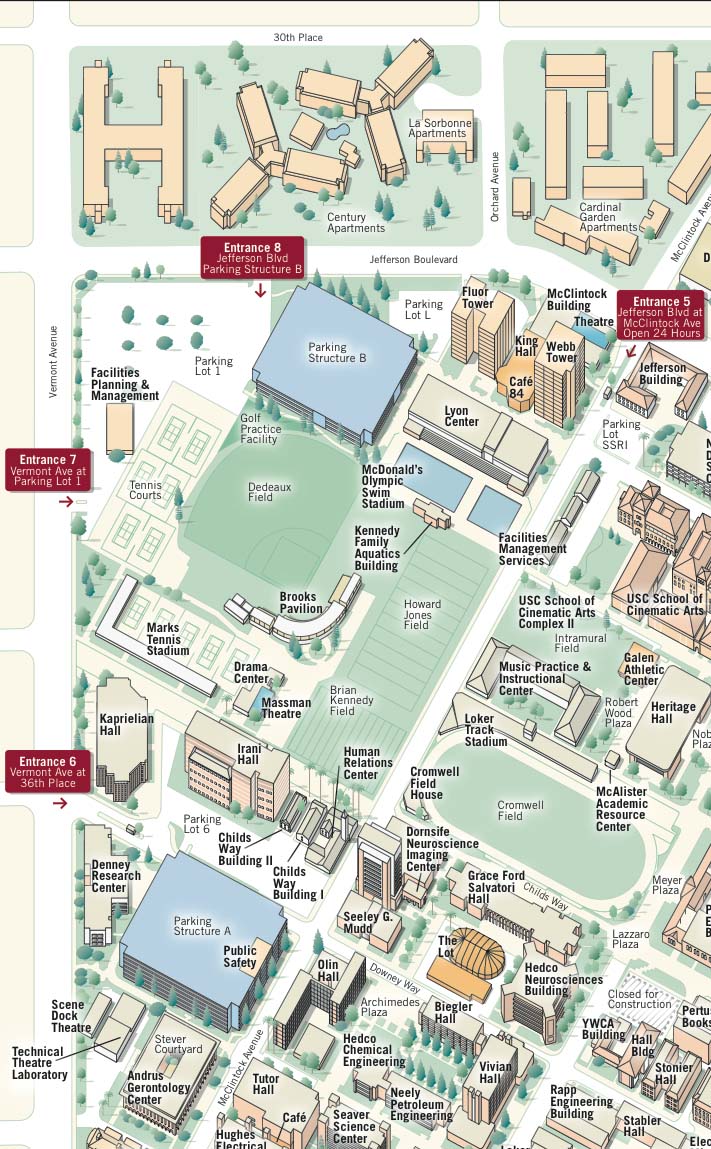 30th Place
La Sorbonne
Apartments
Orchard Avenue
Century
Apartments
Cardinal
Garden
Apartments
Entrance 8
Jefferson Blvd
Parking Structure B
Jefferson Boulevard
Vermont Avenue
Parking
Lot 1
Parking
Structure B
Parking
Lot L
Fluor
Tower
McClintock
Building
Theatre
Entrance 5
Jefferson Blvd at
McClintock Ave
Open 24 Hours
King
Hall
Webb
Tower
Café
84
Jefferson
Building
Facilities
Planning &
Management
Golf
Practice
Facility
Lyon
Center
Parking
Lot
SSRI
Entrance 7
Vermont Ave at
Parking Lot 1
Tennis
Courts
Dedeaux
Field
McDonald's
Olympic
Swim
Stadium
Kennedy
Family
Aquatics
Building
Facilities
Management
Services
Brooks
Pavilion
Howard
Jones
Field
USC School of
Cinematic Arts
Complex II
USC School of
Cinematic Arts
Intramural
Field
Marks
Tennis
Stadium
Drama
Center
Massman
Theatre
Brian
Kennedy
Field
Music Practice &
Instructional
Center
Galen
Athletic
Center
Robert
Wood
Plaza
Heritage
Hall
Kaprielian
Hall
Loker
Track
Stadium
Entrance 6
Vermont Ave at
36th Place
Irani
Hall
Human
Relations
Center
Cromwell
Field
House
Cromwell
Field
McAlister
Academic
Resource
Center
Parking
Lot 6
Childs
Way
Building II
Childs
Way
Building I
Dornsife
Neuroscience
Imaging
Center
Denney
Research
Center
Grace Ford
Salvatori
Hall
Childs Way
Meyer
Plaza
Parking
Structure A
Public
Safety
Seeley G.
Mudd
The
Lot
Lazzaro
Plaza
Olin
Hall
Downey Way
Hedco
Neurosciences
Building
Closed for
Construction
Scene
Dock
Theatre
Archimedes
Plaza
Biegler
Hall
YWCA
Building
Hall
Bldg
Technical
Theatre
Laboratory
Stever
Courtyard
McClintock Avenue
Hedco
Chemical
Engineering
Vivian
Hall
Stonier
Hall
Andrus
Gerontology
Center
Tutor
Hall
Café
Neely
Petroleum
Engineering
Rapp
Engineering
Building
Stabler
Hall
Hughes
Electrical
Seaver
Science
Center